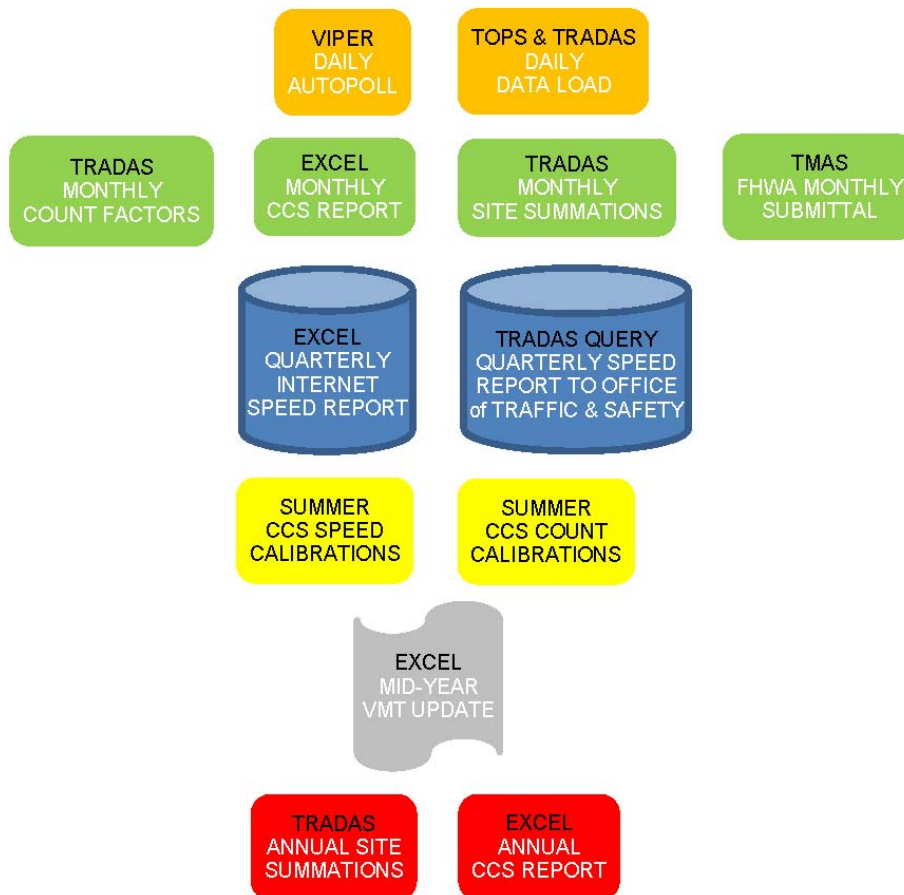 VIPER
DAILY
AUTOPOLL
TOPS & TRADAS
DAILY
DATA LOAD
TRADAS
MONTHLY
COUNT FACTORS
EXCEL
MONTHLY
CCS REPORT
TRADAS
MONTHLY
SITE SUMMATIONS
TMAS
FHWA MONTHLY
SUBMITTAL
EXCEL
QUARTERLY
INTERNET
SPEED REPORT
TRADAS QUERY
QUARTERLY SPEED
REPORT TO OFFICE
of TRAFFIC & SAFETY
SUMMER
CCS SPEED
CALIBRATIONS
SUMMER
CCS COUNT
CALIBRATIONS
EXCEL
MID-YEAR
VMT UPDATE
TRADAS
ANNUAL SITE
SUMMATIONS
EXCEL
ANNUAL
CCS REPORT